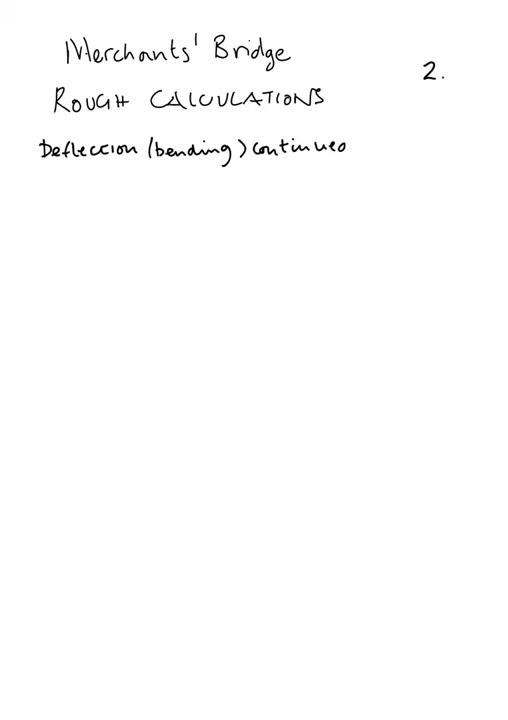 Merchants' Bridge
2.
ROUGH CALCULATIONS
Deflection (bending) continued